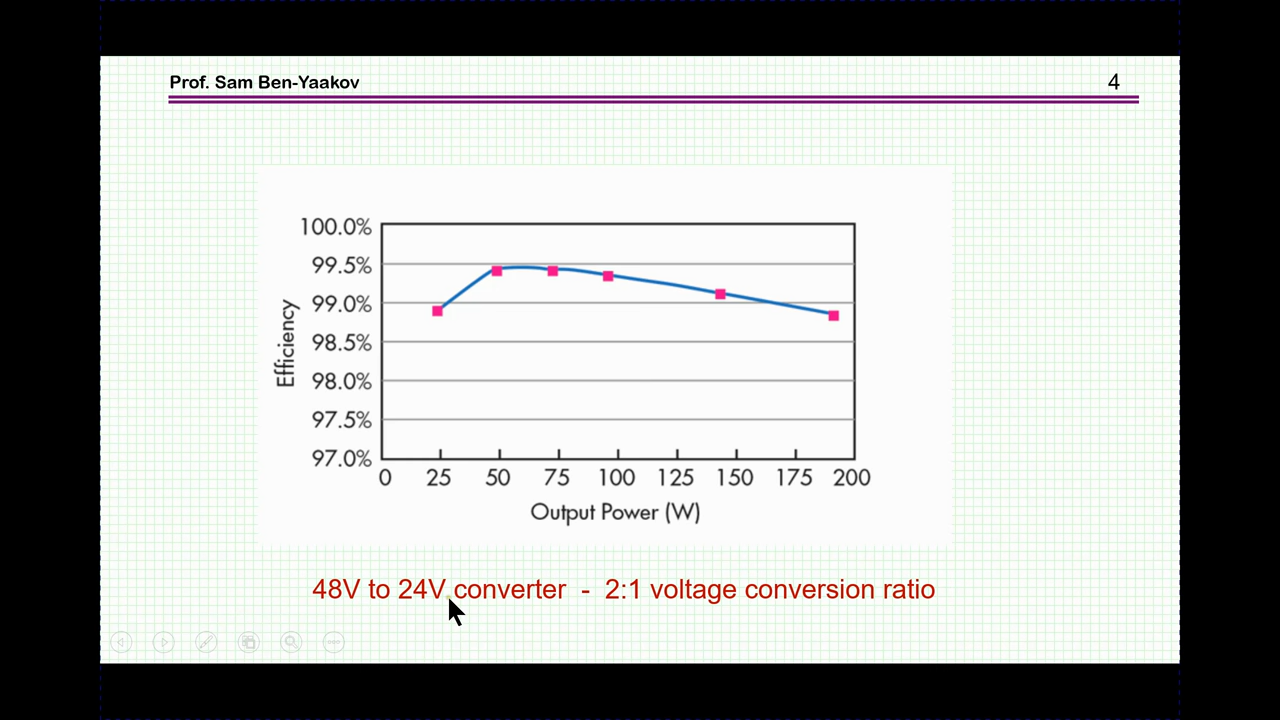 Prof. Sam Ben-Yaakov
4
100.0%
99.5%
99.0%
98.5%
98.0%
97.5%
97.0%
Efficiency
0 25 50 75 100 125 150 175 200
Output Power (W)
48V to 24V converter - 2:1 voltage conversion ratio